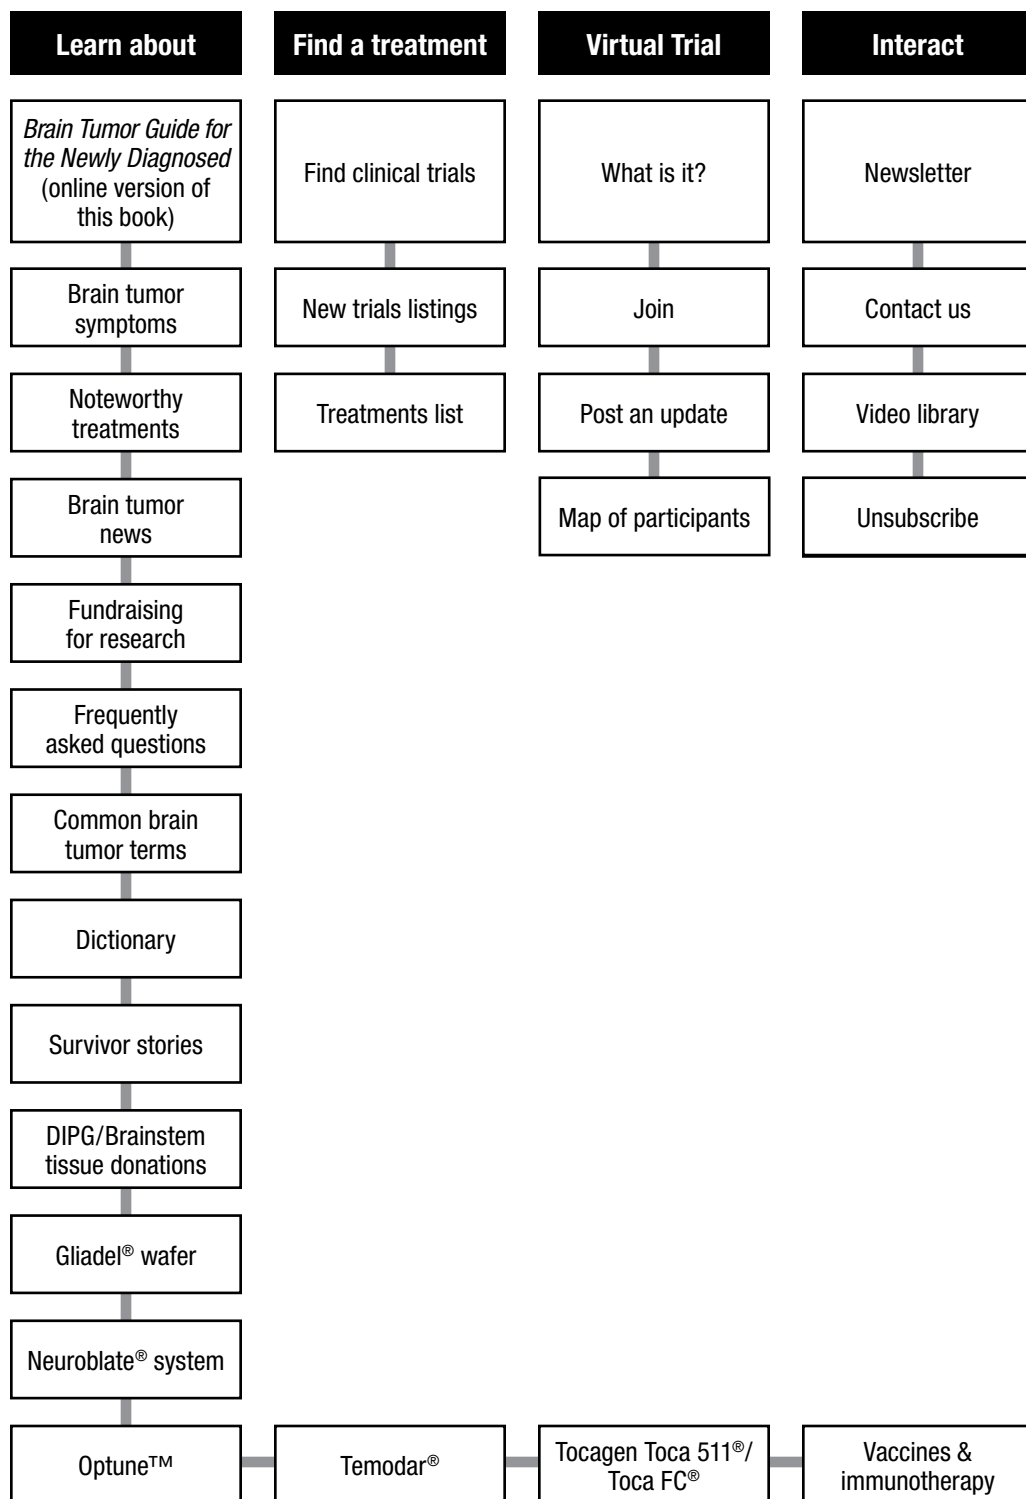 Learn about
Find a treatment
Virtual Trial
Interact
Brain Tumor Guide for
the Newly Diagnosed
(online version of
this book)
Brain tumor
symptoms
Noteworthy
treatments
Brain tumor
news
Fundraising
for research
Frequently
asked questions
Common brain
tumor terms
Dictionary
Survivor stories
DIPG/Brainstem
tissue donations
Gliadel® wafer
Neuroblate® system
Optune™
Temodar®
Tocagen Toca 511®/
Toca FC®
Vaccines &
immunotherapy
Find clinical trials
New trials listings
Treatments list
What is it?
Join
Post an update
Map of participants
Newsletter
Contact us
Video library
Unsubscribe